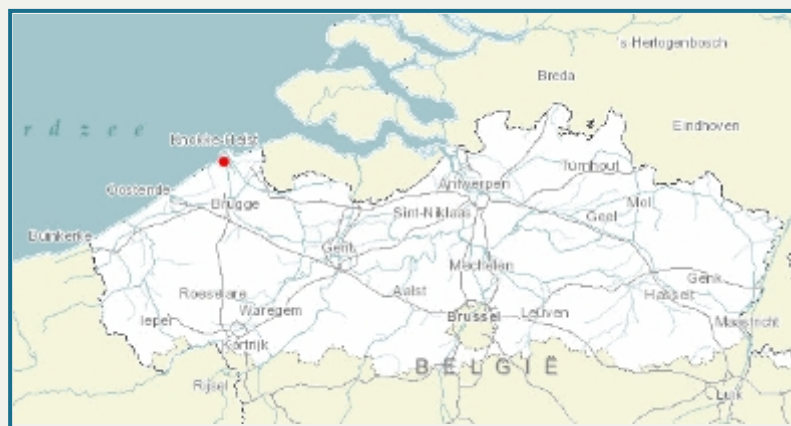 's-Hertogenbosch
Breda
rdzee
Eindhoven
Knokke-Heist
Turnhout
Oostende
Antwerpen
Mol
Brugge
Sint-Niklaas
Geel
Duinkerke
Gent
Mechelen
Genk
Roeselare
Aalst
Hasselt
Waregem
Ieper
Brussel
Leuven
Maastricht
Kortrijk
BELGIË
Rijsel
Luik